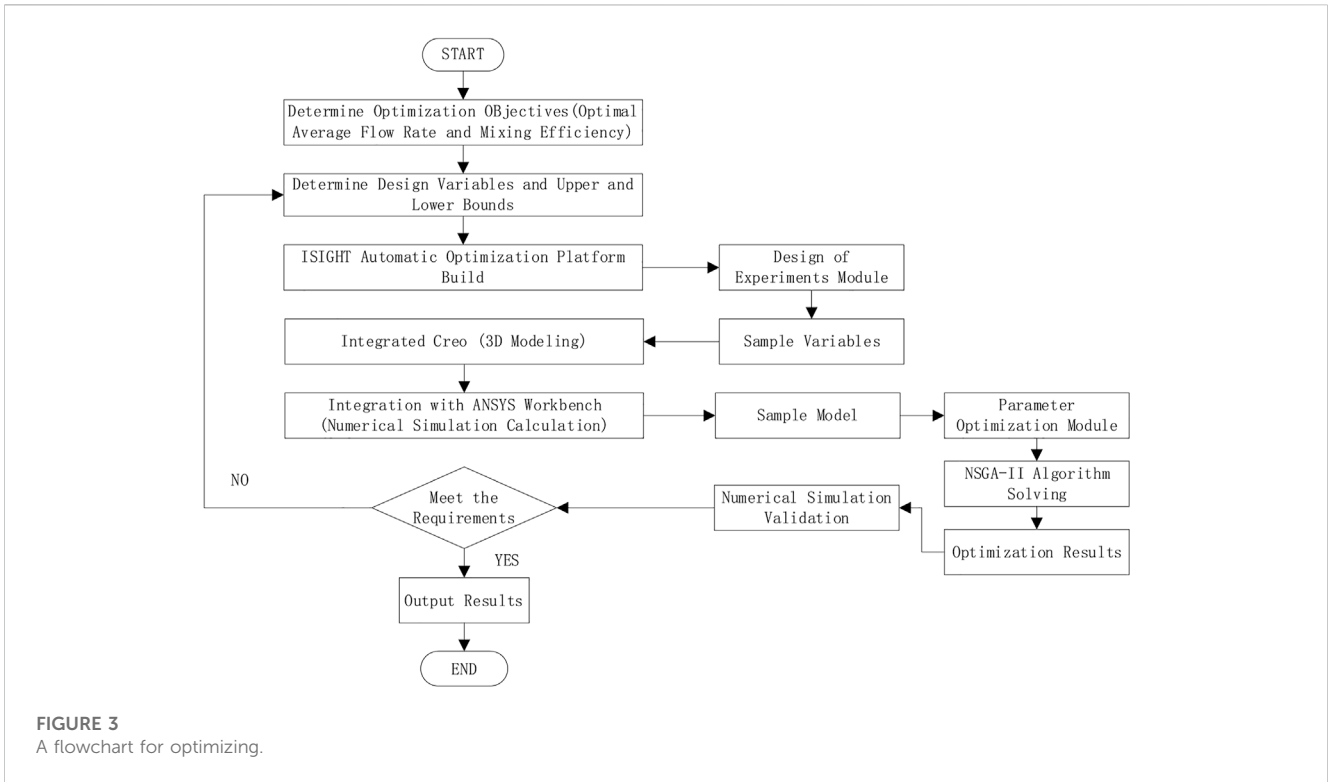 START
Determine Optimization OBjectives(Optimal
Average Flow Rate and Mixing Efficiency)
Determine Design Variables and Upper and
Lower Bounds
ISIGHT Automatic Optimization Platform
Build
Design of
Experiments Module
Integrated Creo (3D Modeling)
Sample Variables
Integration with ANSYS Workbench
(Numerical Simulation Calculation)
Sample Model
Parameter
Optimization Module
NSGA-II Algorithm
Solving
Optimization Results
Numerical Simulation
Validation
Meet the
Requirements
NO
YES
Output Results
END
FIGURE 3
A flowchart for optimizing.